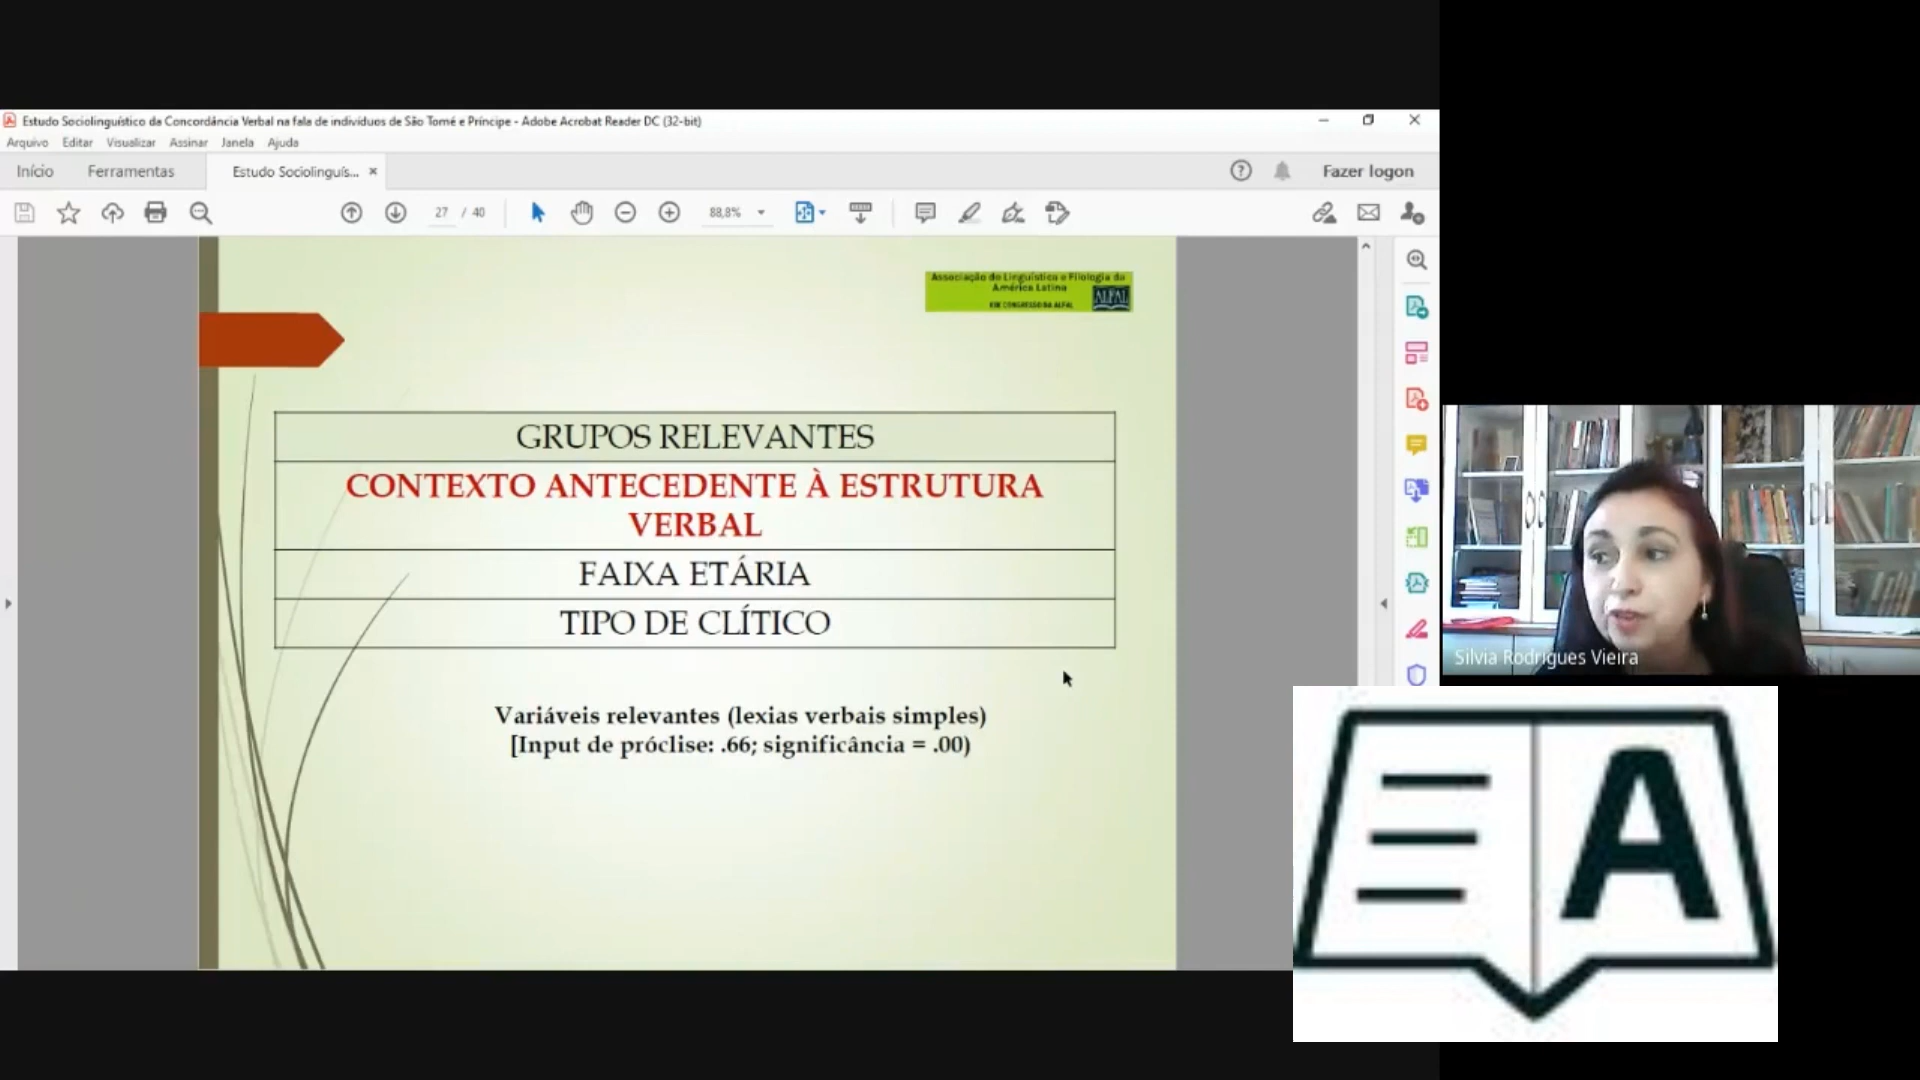 Estudo Sociolinguístico da Concordância Verbal na fala de indivíduos de São Tomé e Príncipe - Adobe Acrobat Reader DC (32-bit)
Arquivo Editar Visualizar Assinar Janela Ajuda
Início Ferramentas Estudo Sociolinguís... × Fazer logon
27 / 40 88,8%
Associação de Linguística e Filologia da
América Latina
CONGRESSO DA ALFAL
ALFAL
GRUPOS RELEVANTES
CONTEXTO ANTECEDENTE À ESTRUTURA
VERBAL
FAIXA ETÁRIA
TIPO DE CLÍTICO
Variáveis relevantes (lexias verbais simples)
[Input de próclise: .66; significância = .00)
Silvia Rodrigues Vieira
A